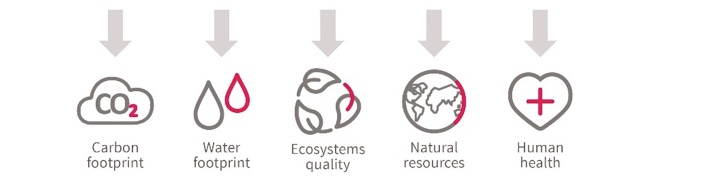 CO2
Carbon
footprint
Water
footprint
Ecosystems
quality
Natural
resources
Human
health